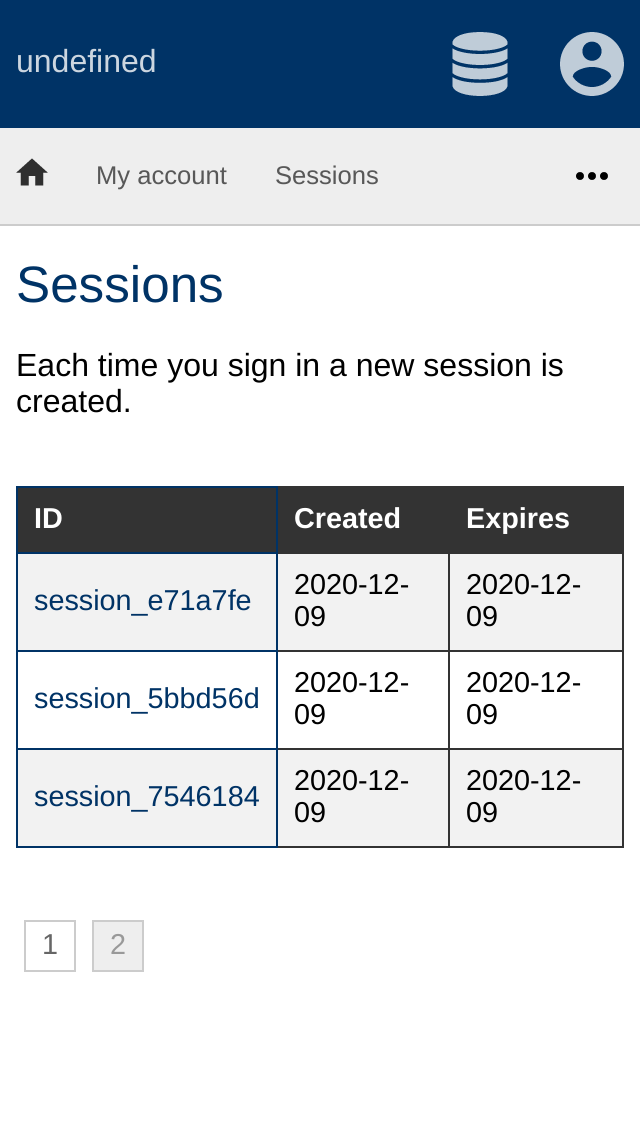 undefined
My account Sessions
Sessions
Each time you sign in a new session is
created.
ID Created Expires
session_e71a7fe 2020-12-09 2020-12-09
session_5bbd56d 2020-12-09 2020-12-09
session_7546184 2020-12-09 2020-12-09
1 2